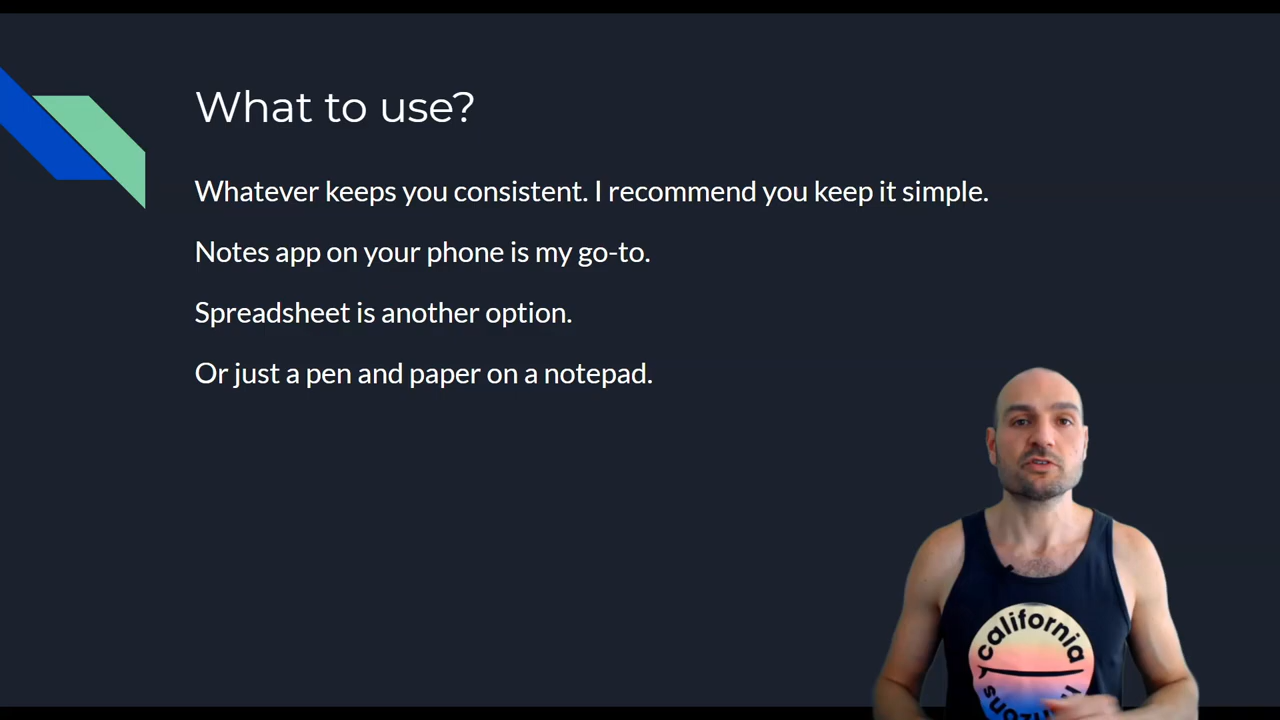 What to use?
Whatever keeps you consistent. I recommend you keep it simple.
Notes app on your phone is my go-to.
Spreadsheet is another option.
Or just a pen and paper on a notepad.
california